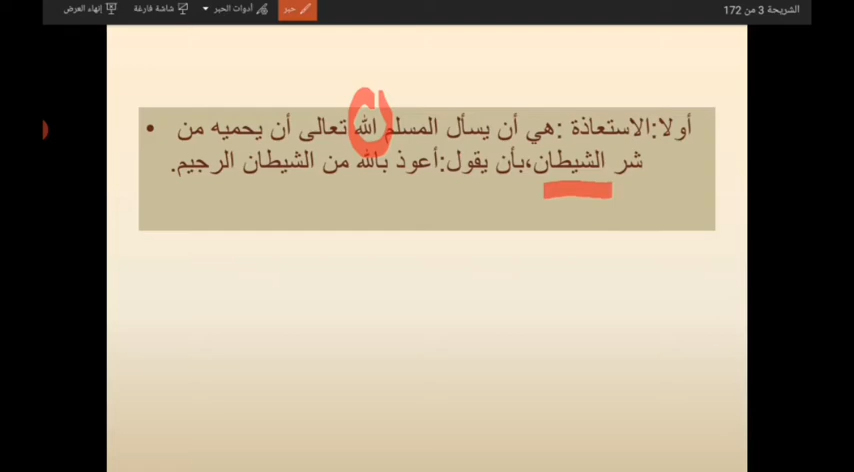 الشريحة 3 من 172
حبر
أدوات الحبر
شاشة فارغة
إنهاء العرض
أولا:الاستعاذة :هي أن يسأل المسلم الله تعالى أن يحميه من
شر الشيطان،بأن يقول:أعوذ بالله من الشيطان الرجيم.